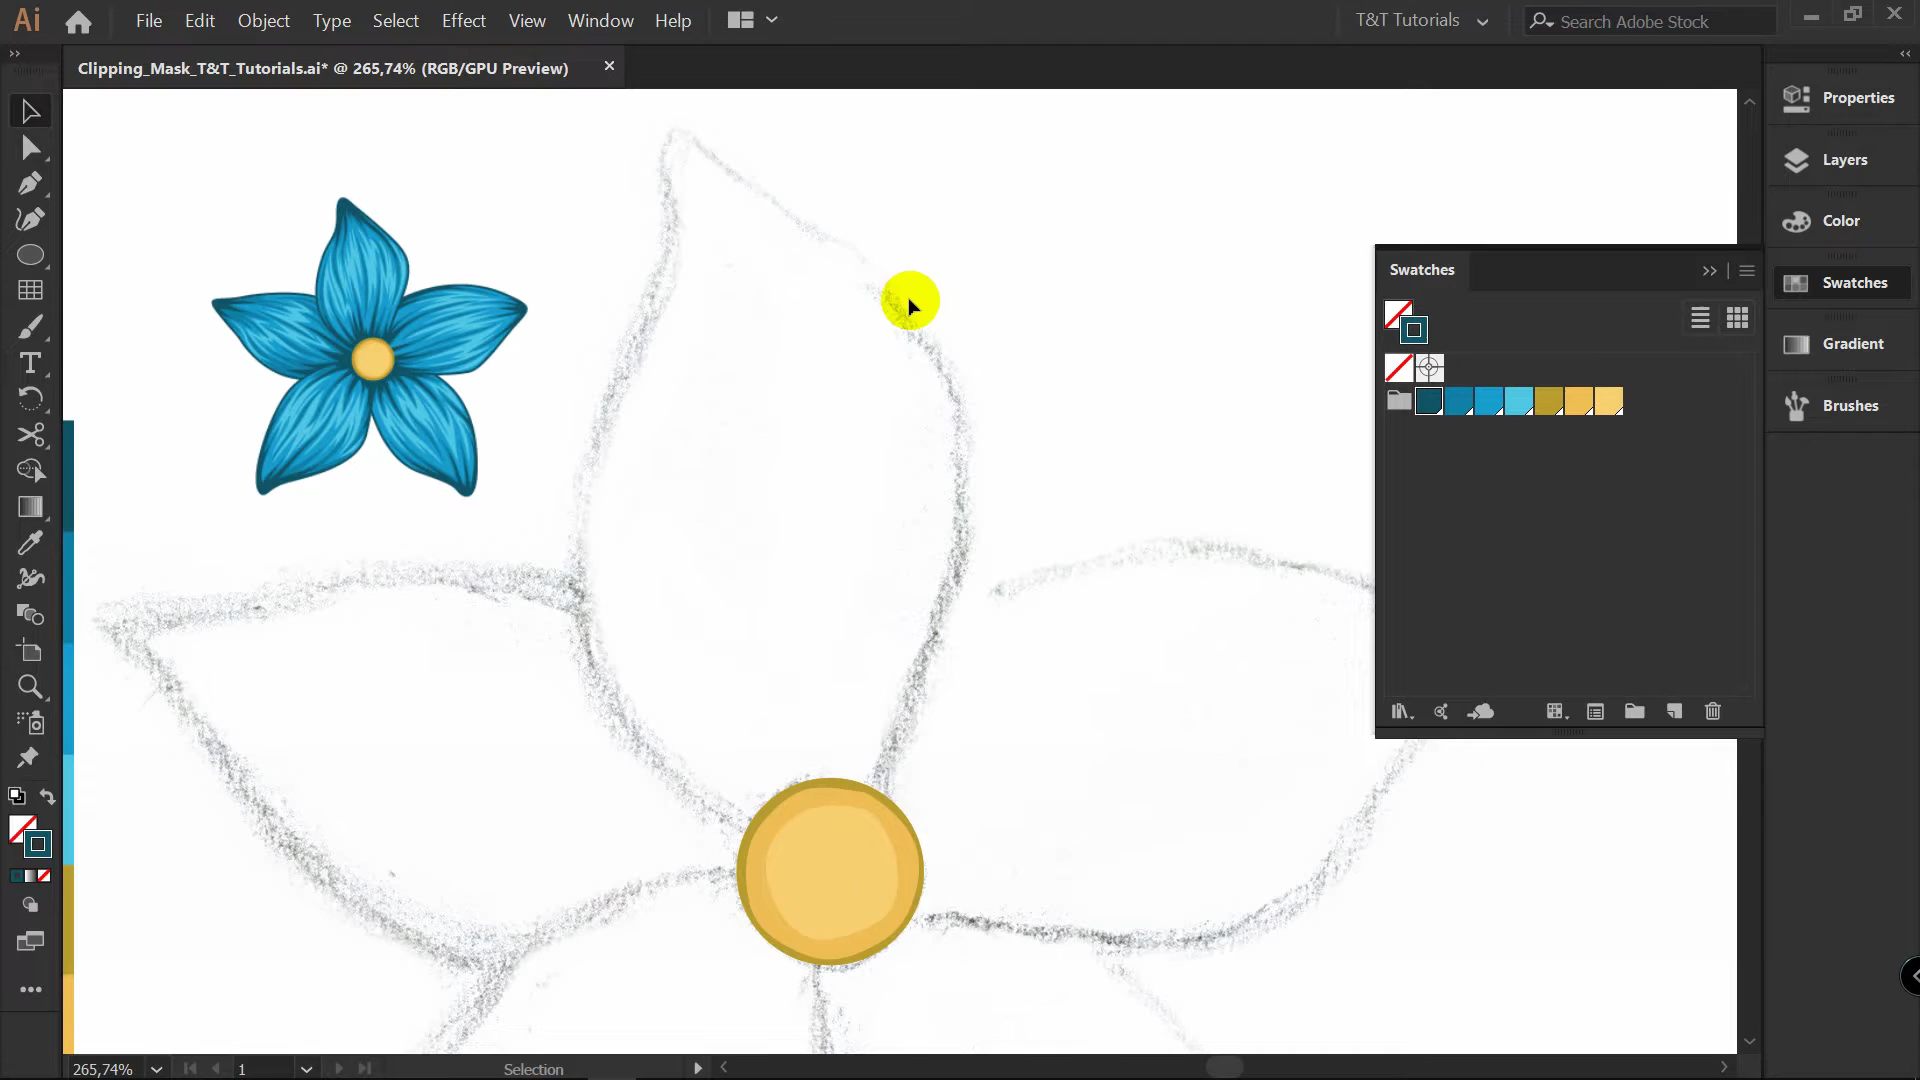 Ai File Edit Object Type Select Effect View Window Help T&T Tutorials Search Adobe Stock
Clipping_Mask_T&T_Tutorials.ai* @ 265,74% (RGB/GPU Preview)
Properties
Layers
Color
Swatches
Swatches
Gradient
Brushes
265,74% 1 Selection